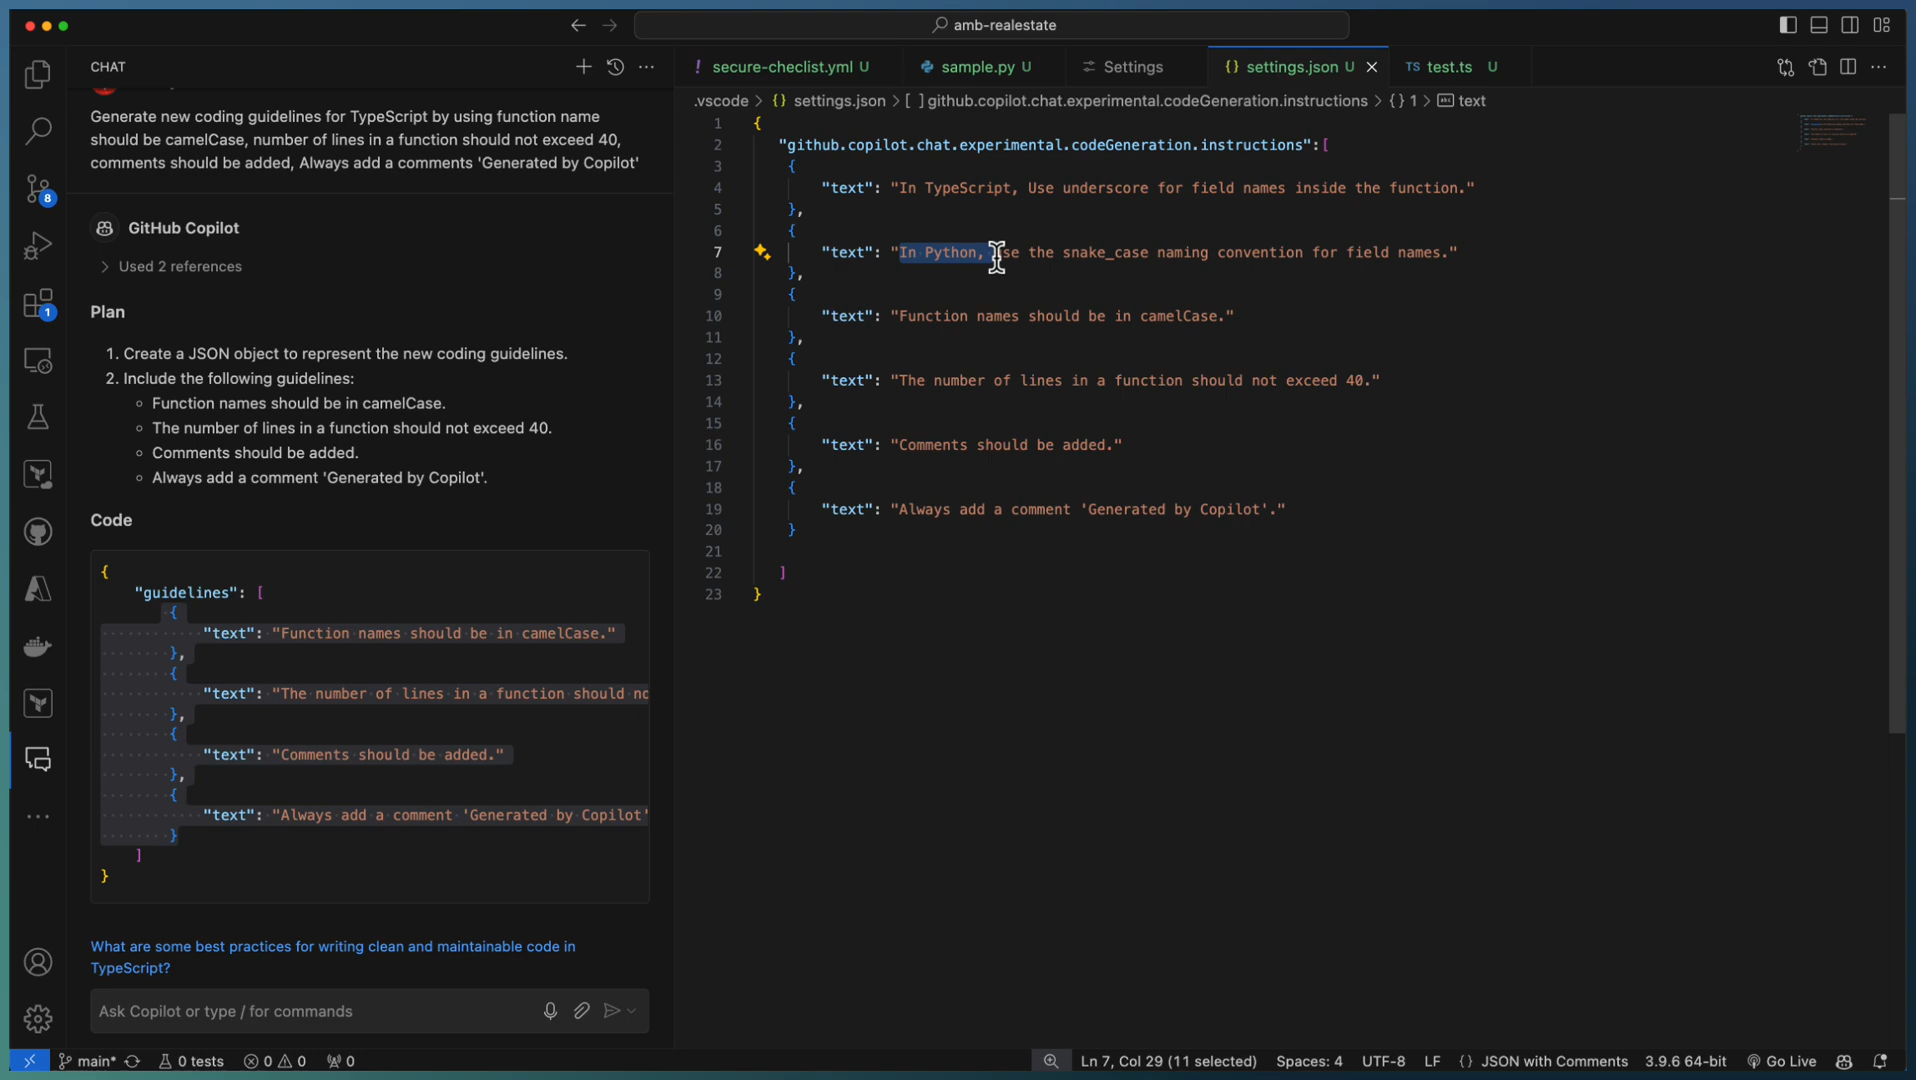 amb-realestate
CHAT
Generate new coding guidelines for TypeScript by using function name
should be camelCase, number of lines in a function should not exceed 40,
comments should be added, Always add a comments 'Generated by Copilot'
GitHub Copilot
Used 2 references
Plan
1. Create a JSON object to represent the new coding guidelines.
2. Include the following guidelines:
Function names should be in camelCase.
The number of lines in a function should not exceed 40.
Comments should be added.
Always add a comment 'Generated by Copilot'.
Code
{
"guidelines": [
{
"text": "Function names should be in camelCase."
},
{
"text": "The number of lines in a function should no
},
{
"text": "Comments should be added."
},
{
"text": "Always add a comment 'Generated by Copilot'
}
]
}
What are some best practices for writing clean and maintainable code in
TypeScript?
Ask Copilot or type / for commands
8
1
! secure-checlist.yml U
sample.py U
Settings
{} settings.json U
TS test.ts U
.vscode > {} settings.json > [ ] github.copilot.chat.experimental.codeGeneration.instructions > {} 1 > abc text
1 {
2 "github.copilot.chat.experimental.codeGeneration.instructions":[
3 {
4 "text": "In TypeScript, Use underscore for field names inside the function."
5 },
6 {
7 "text": "In Python, use the snake_case naming convention for field names."
8 },
9 {
10 "text": "Function names should be in camelCase."
11 },
12 {
13 "text": "The number of lines in a function should not exceed 40."
14 },
15 {
16 "text": "Comments should be added."
17 },
18 {
19 "text": "Always add a comment 'Generated by Copilot'."
20 }
21
22 ]
23 }
main* 0 tests 0 0 0 Ln 7, Col 29 (11 selected) Spaces: 4 UTF-8 LF {} JSON with Comments 3.9.6 64-bit Go Live